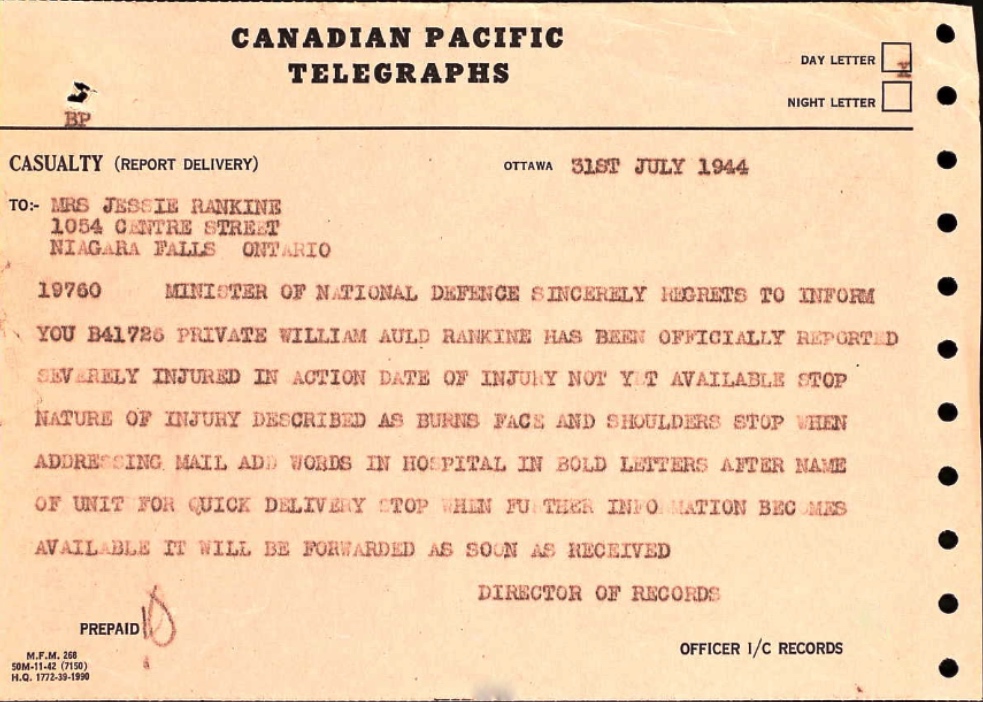 CANADIAN PACIFIC
TELEGRAPHS
DAY LETTER X
NIGHT LETTER
BP
CASUALTY (REPORT DELIVERY) OTTAWA 31ST JULY 1944
TO:- MRS JESSIE RANKINE
1054 CENTRE STREET
NIAGARA FALLS ONTARIO
19760 MINISTER OF NATIONAL DEFENCE SINCERELY REGRETS TO INFORM
YOU B41726 PRIVATE WILLIAM AULD RANKINE HAS BEEN OFFICIALLY REPORTED
SEVERELY INJURED IN ACTION DATE OF INJURY NOT YET AVAILABLE STOP
NATURE OF INJURY DESCRIBED AS BURNS FACE AND SHOULDERS STOP WHEN
ADDRESSING MAIL ADD WORDS IN HOSPITAL IN BOLD LETTERS AFTER NAME
OF UNIT FOR QUICK DELIVERY STOP WHEN FURTHER INFORMATION BECOMES
AVAILABLE IT WILL BE FORWARDED AS SOON AS RECEIVED
DIRECTOR OF RECORDS
PREPAID
OFFICER I/C RECORDS
M.F.M. 268
50M-11-42 (7150)
H.Q. 1772-39-1990